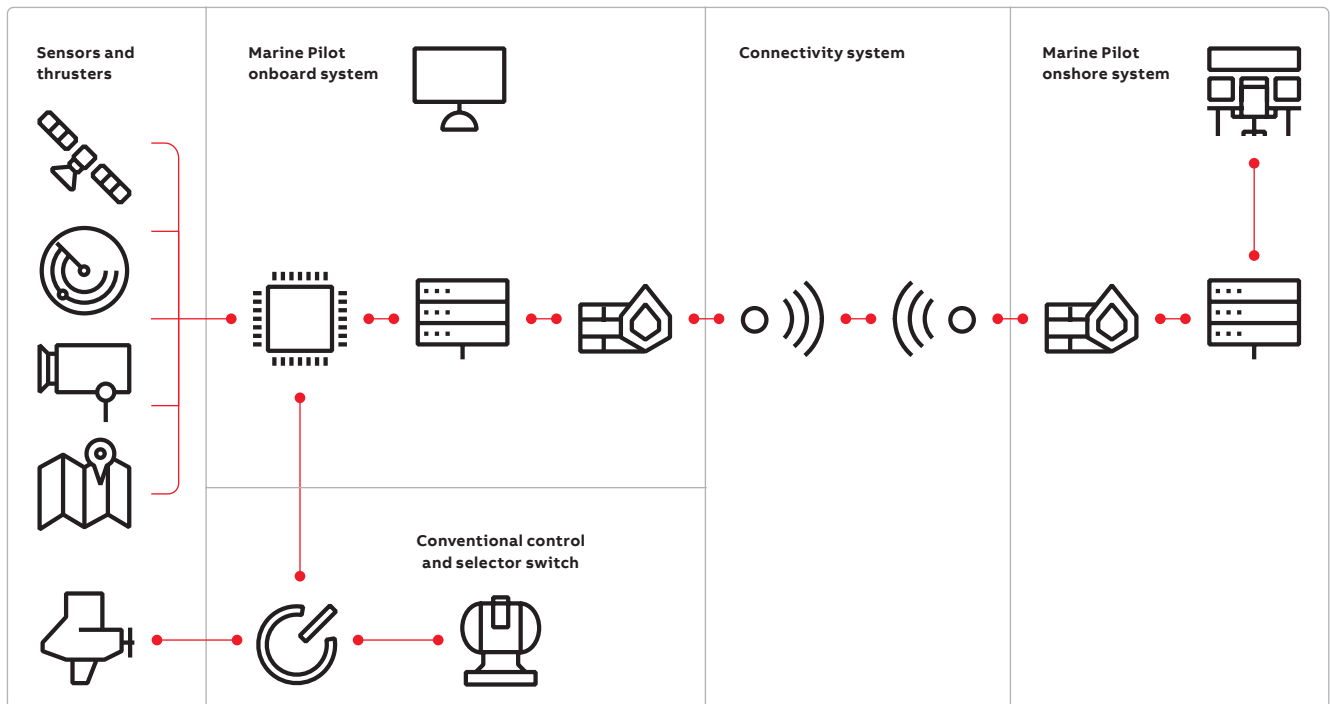 Sensors and
thrusters
Marine Pilot
onboard system
Connectivity system
Marine Pilot
onshore system
Conventional control
and selector switch